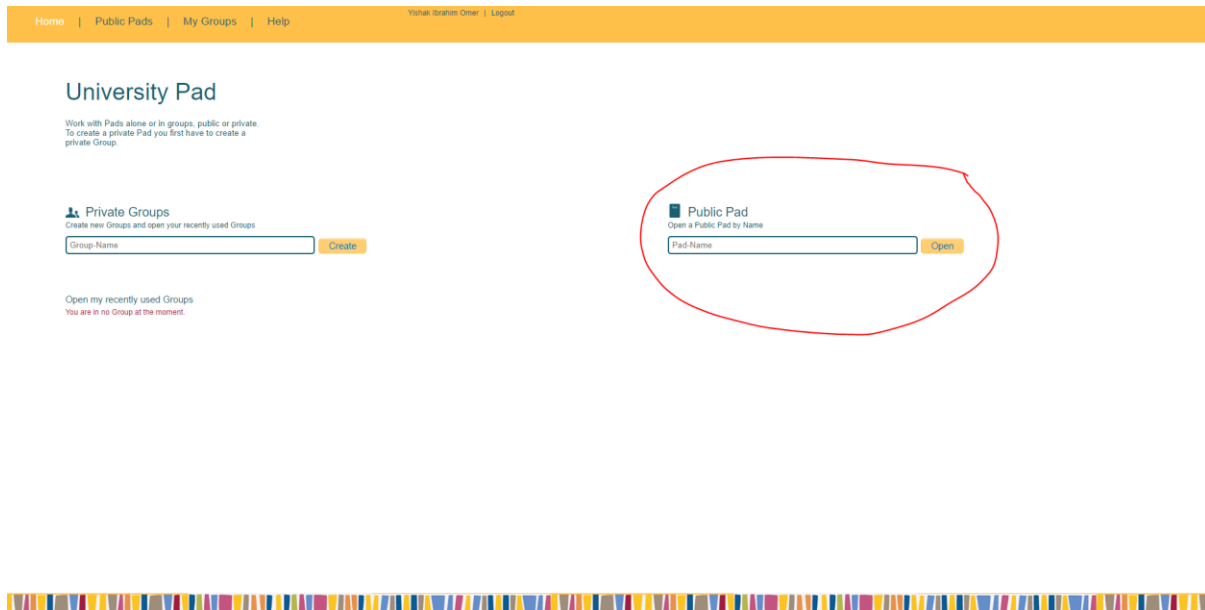 Home | Public Pads | My Groups | Help
Yishak Ibrahim Omer | Logout
University Pad
Work with Pads alone or in groups, public or private.
To create a private Pad you first have to create a
private Group.
Private Groups
Create new Groups and open your recently used Groups
Group-Name
Create
Open my recently used Groups
You are in no Group at the moment.
Public Pad
Open a Public Pad by Name
Pad-Name
Open